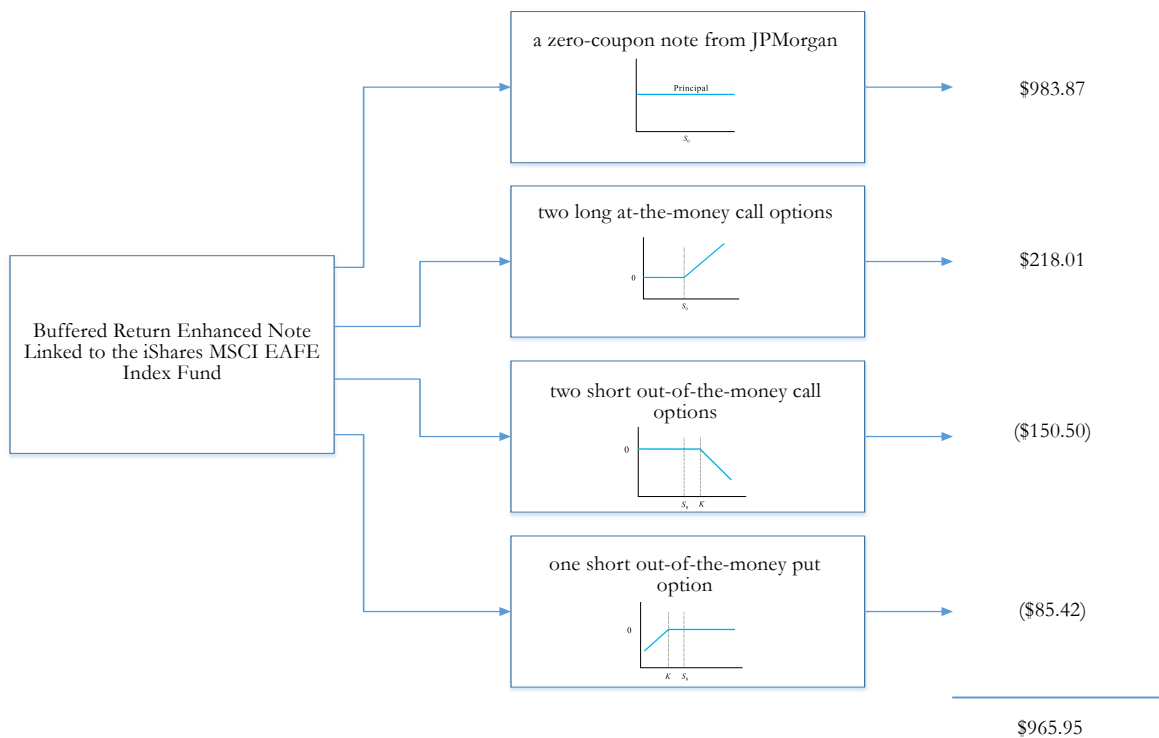 a zero-coupon note from JPMorgan
Principal
S0
$983.87
two long at-the-money call options
0
S0
$218.01
Buffered Return Enhanced Note
Linked to the iShares MSCI EAFE
Index Fund
two short out-of-the-money call
options
0
S0 K
($150.50)
one short out-of-the-money put
option
0
K S0
($85.42)
$965.95